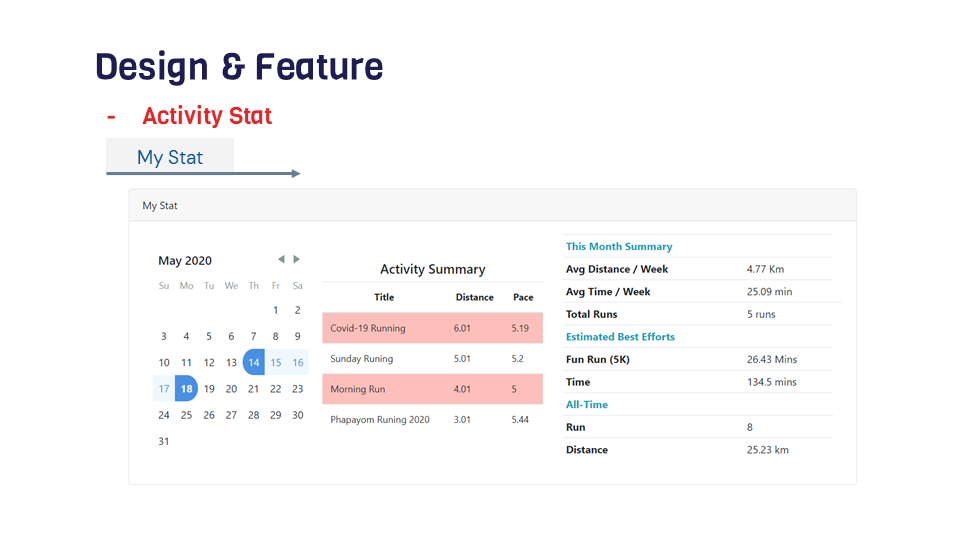 Design & Feature
- Activity Stat
My Stat
My Stat
May 2020
Su Mo Tu We Th Fr Sa
1 2
3 4 5 6 7 8 9
10 11 12 13 14 15 16
17 18 19 20 21 22 23
24 25 26 27 28 29 30
31
Activity Summary
Title Distance Pace
Covid-19 Running 6.01 5.19
Sunday Runing 5.01 5.2
Morning Run 4.01 5
Phapayom Runing 2020 3.01 5.44
This Month Summary
Avg Distance / Week 4.77 Km
Avg Time / Week 25.09 min
Total Runs 5 runs
Estimated Best Efforts
Fun Run (5K) 26.43 Mins
Time 134.5 mins
All-Time
Run 8
Distance 25.23 km